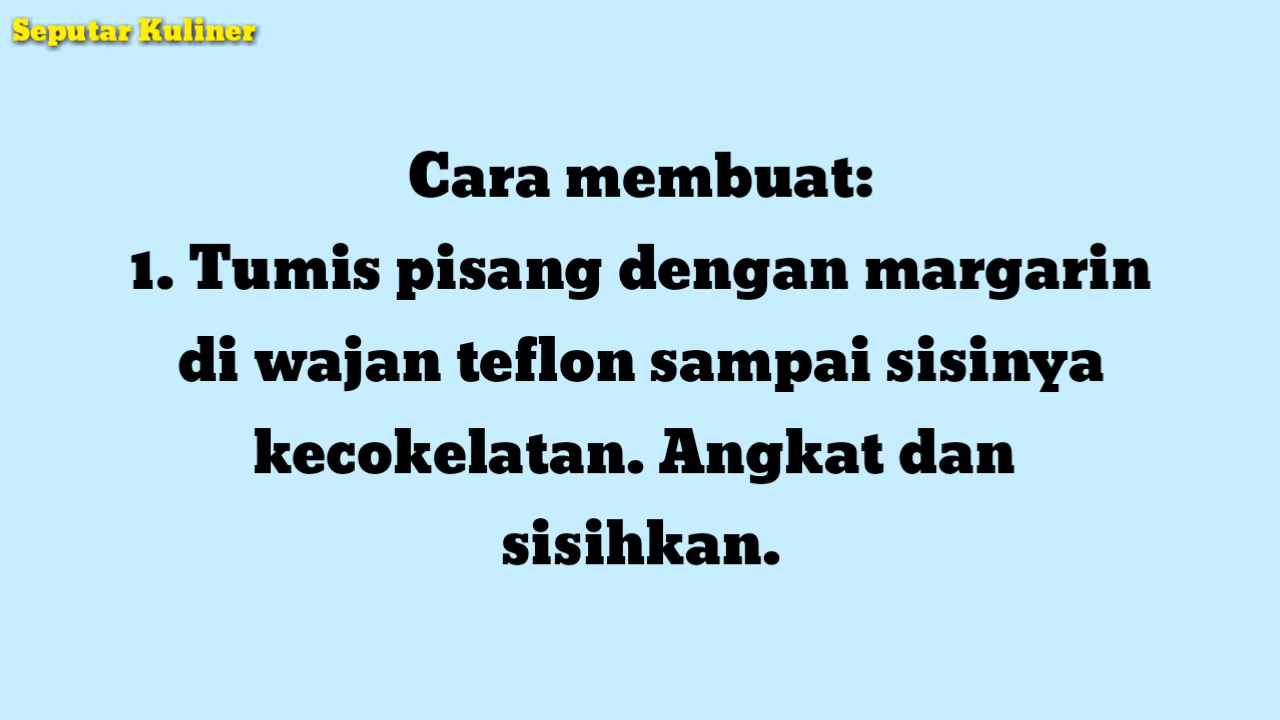 Seputar Kuliner
Cara membuat:
1. Tumis pisang dengan margarin
di wajan teflon sampai sisinya
kecokelatan. Angkat dan
sisihkan.